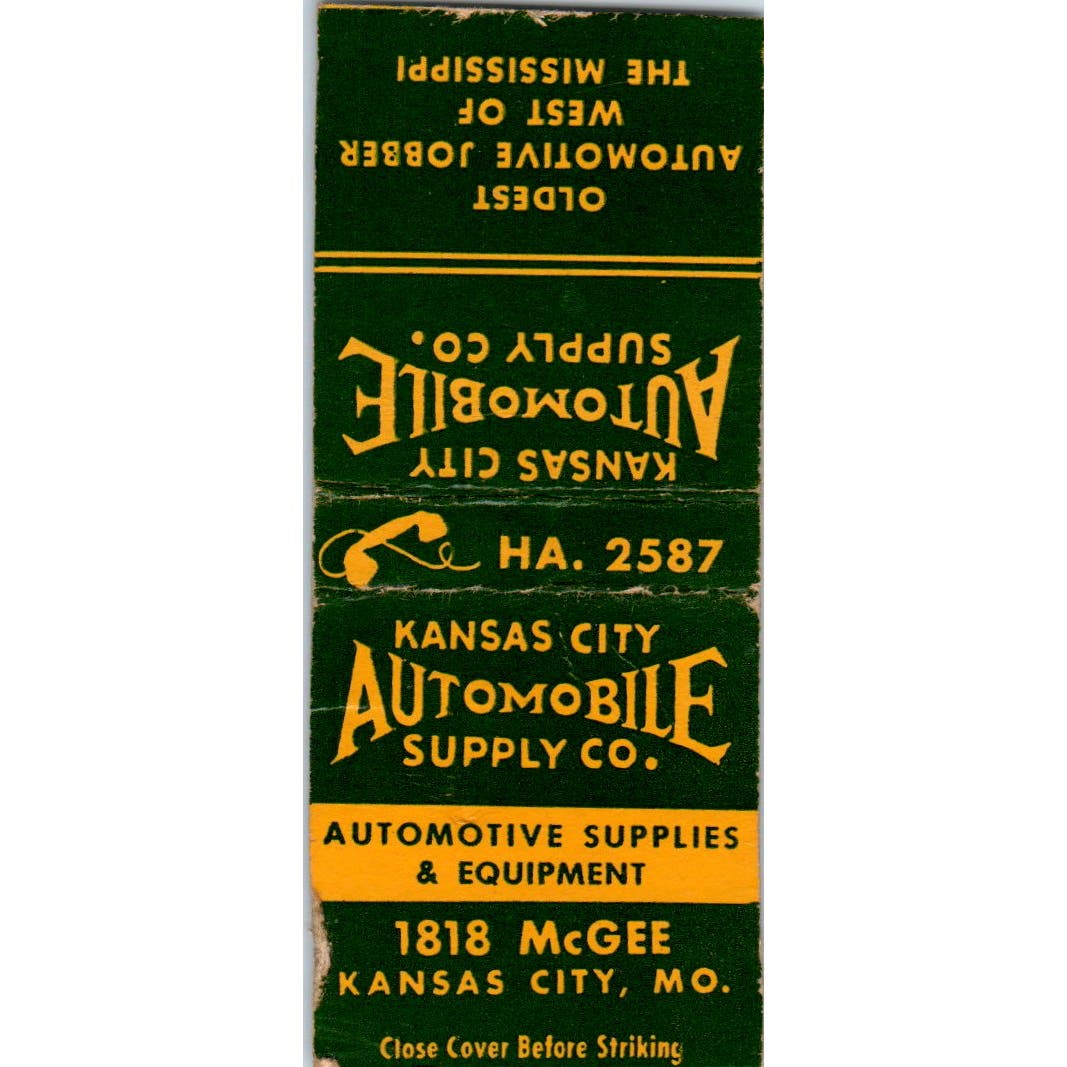 OLDEST
AUTOMOTIVE JOBBER
WEST OF
THE MISSISSIPPI
KANSAS CITY
AUTOMOBILE
SUPPLY CO.
HA. 2587
KANSAS CITY
AUTOMOBILE
SUPPLY CO.
AUTOMOTIVE SUPPLIES
& EQUIPMENT
1818 McGEE
KANSAS CITY, MO.
Close Cover Before Striking